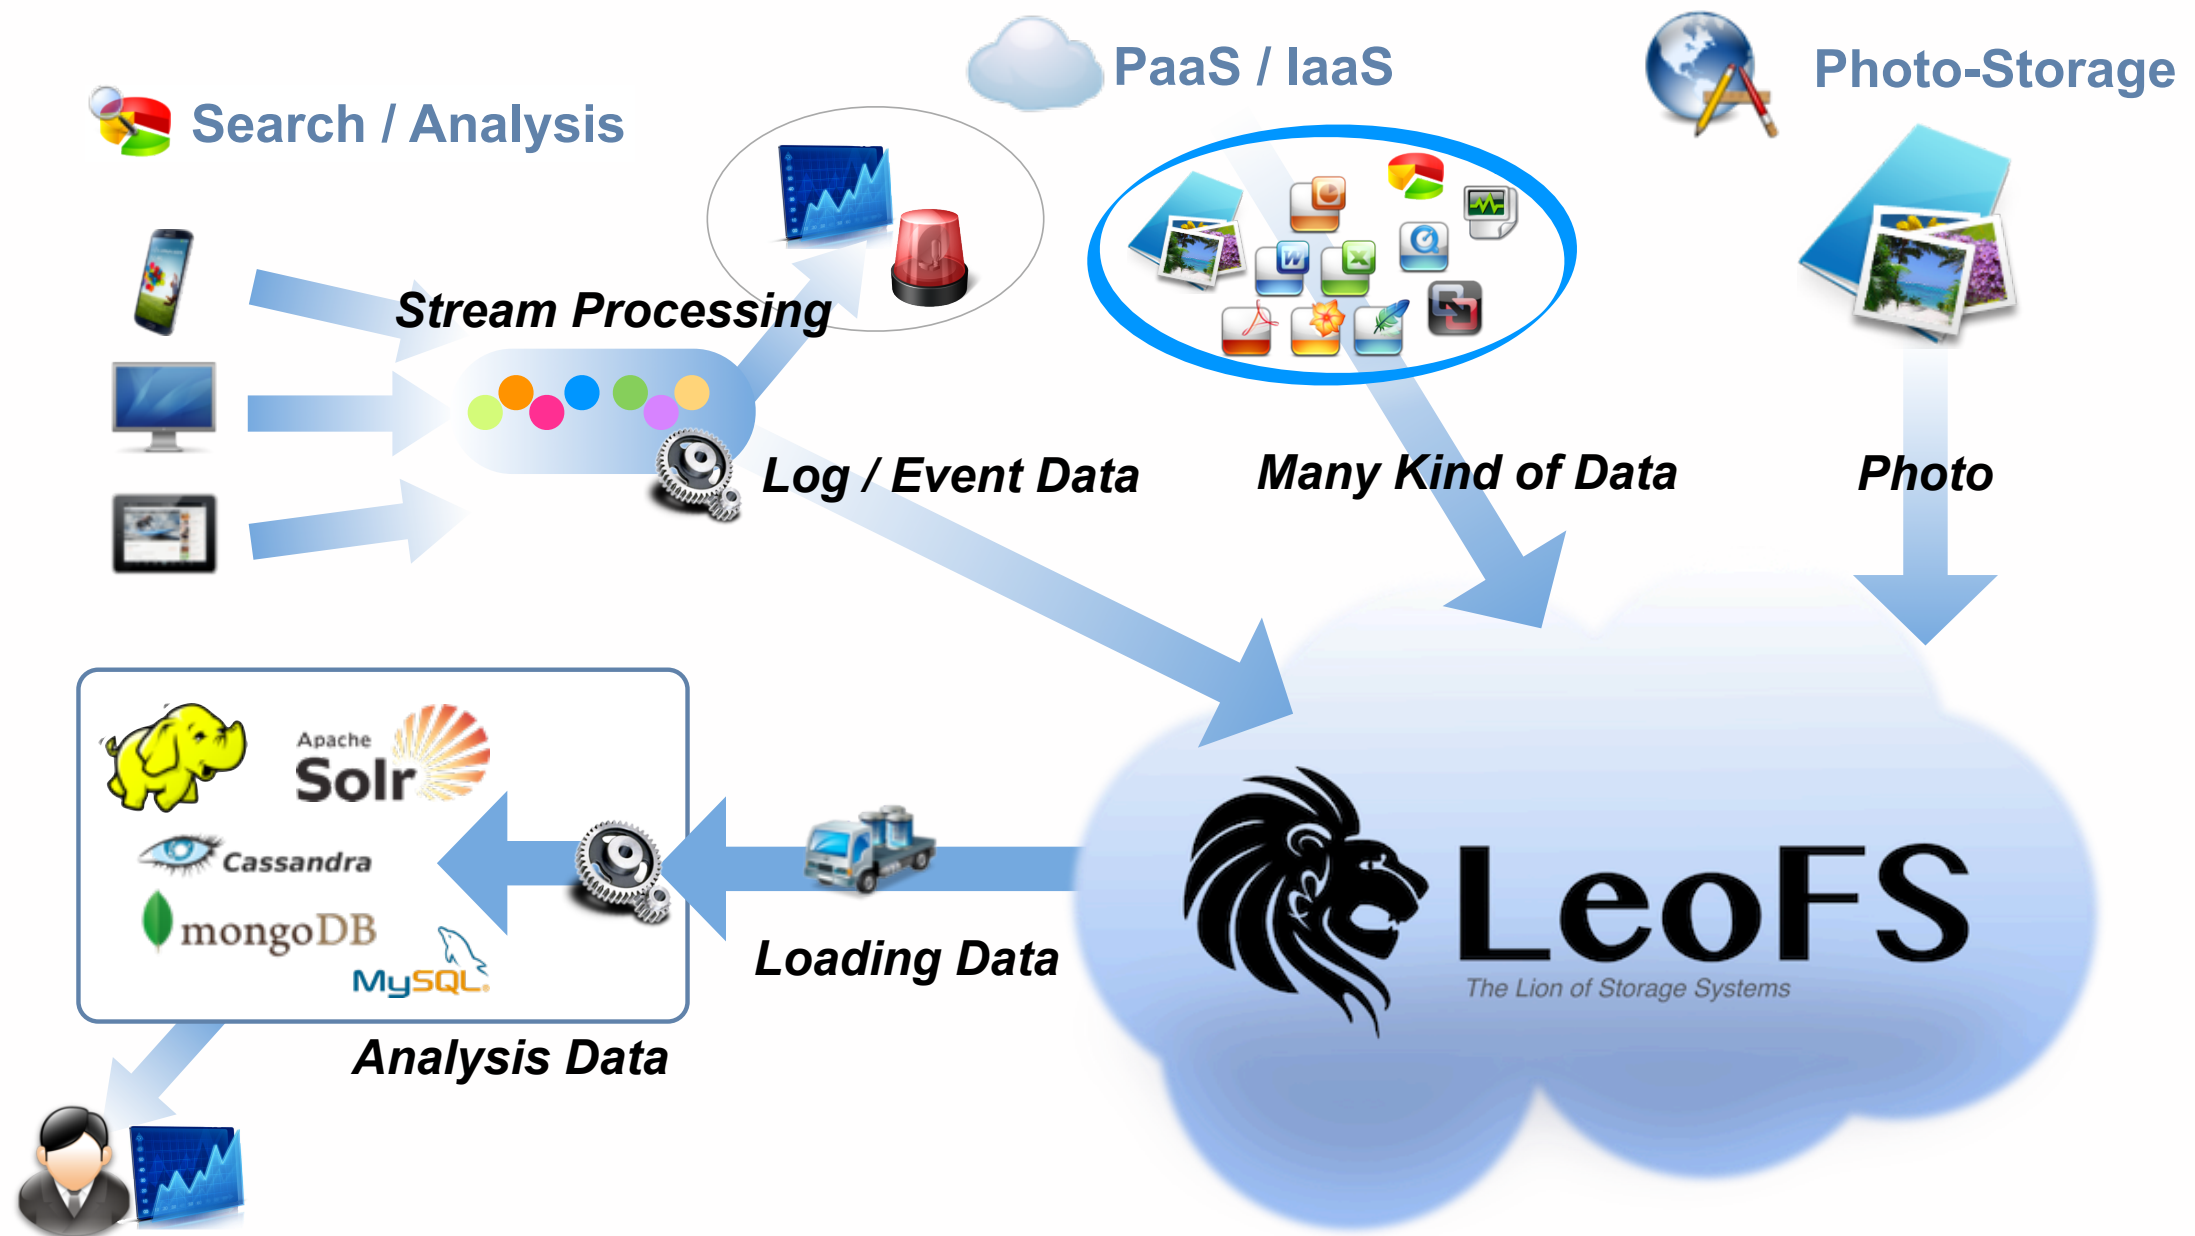 PaaS / IaaS
Photo-Storage
Search / Analysis
Stream Processing
Log / Event Data
Many Kind of Data
Photo
Apache
Solr
Cassandra
mongoDB
MySQL
Loading Data
LeoFS
The Lion of Storage Systems
Analysis Data